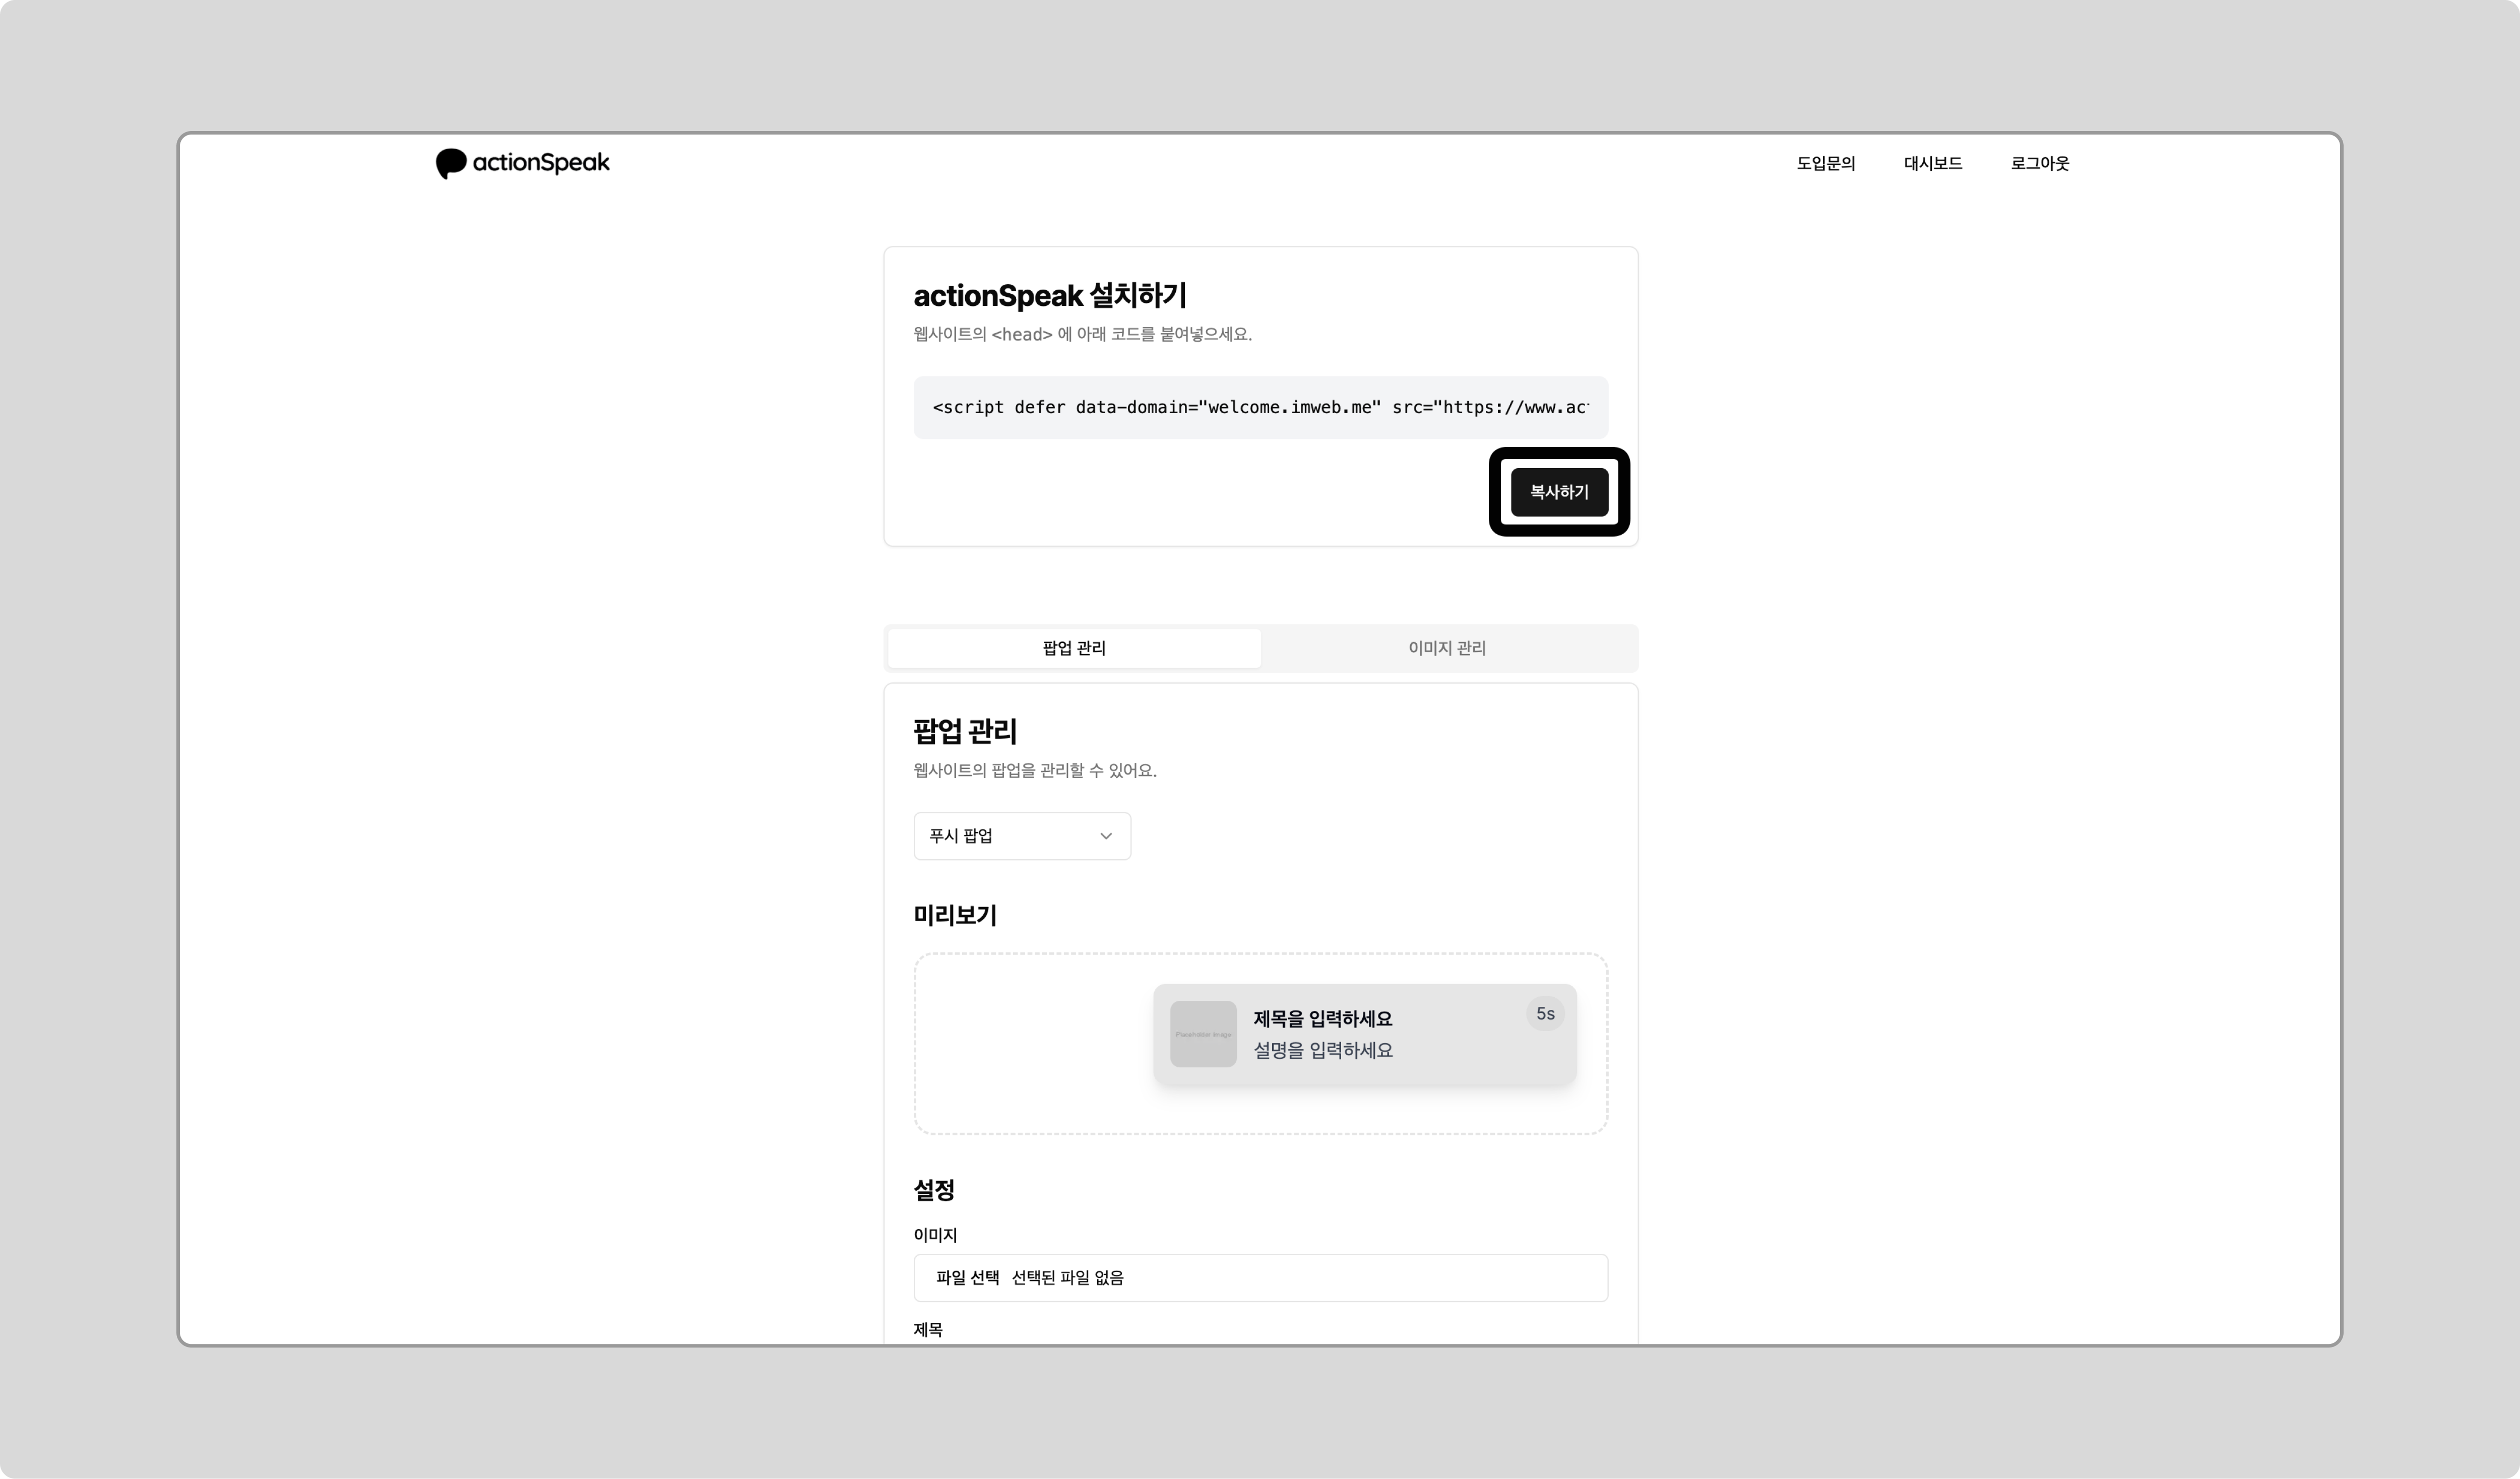 actionSpeak
도입문의 대시보드 로그아웃
actionSpeak 설치하기
웹사이트의 <head> 에 아래 코드를 붙여넣으세요.
<script defer data-domain="welcome.imweb.me" src="https://www.ac
복사하기
팝업 관리 이미지 관리
팝업 관리
웹사이트의 팝업을 관리할 수 있어요.
푸시 팝업
미리보기
Placeholder Image
제목을 입력하세요
5s
설명을 입력하세요
설정
이미지
파일 선택 선택된 파일 없음
제목